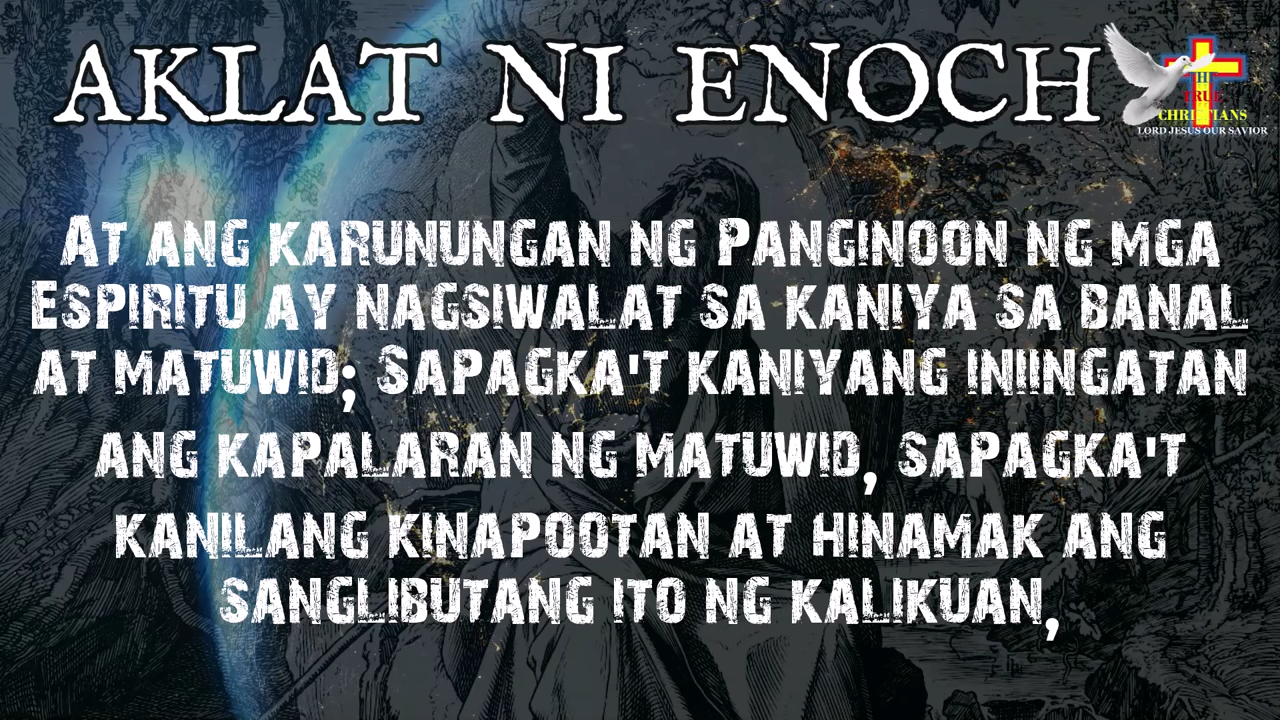 AKLAT NI ENOCH
TRUE
CHRISTIANS
LORD JESUS OUR SAVIOR
At ang karunungan ng Panginoon ng mga
Espiritu ay nagsiwalat sa kaniya sa banal
at matuwid; Sapagka't kaniyang iniingatan
ang kapalaran ng matuwid, sapagka't
kanilang kinapootan at hinamak ang
sanglibutang ito ng kalikuan,